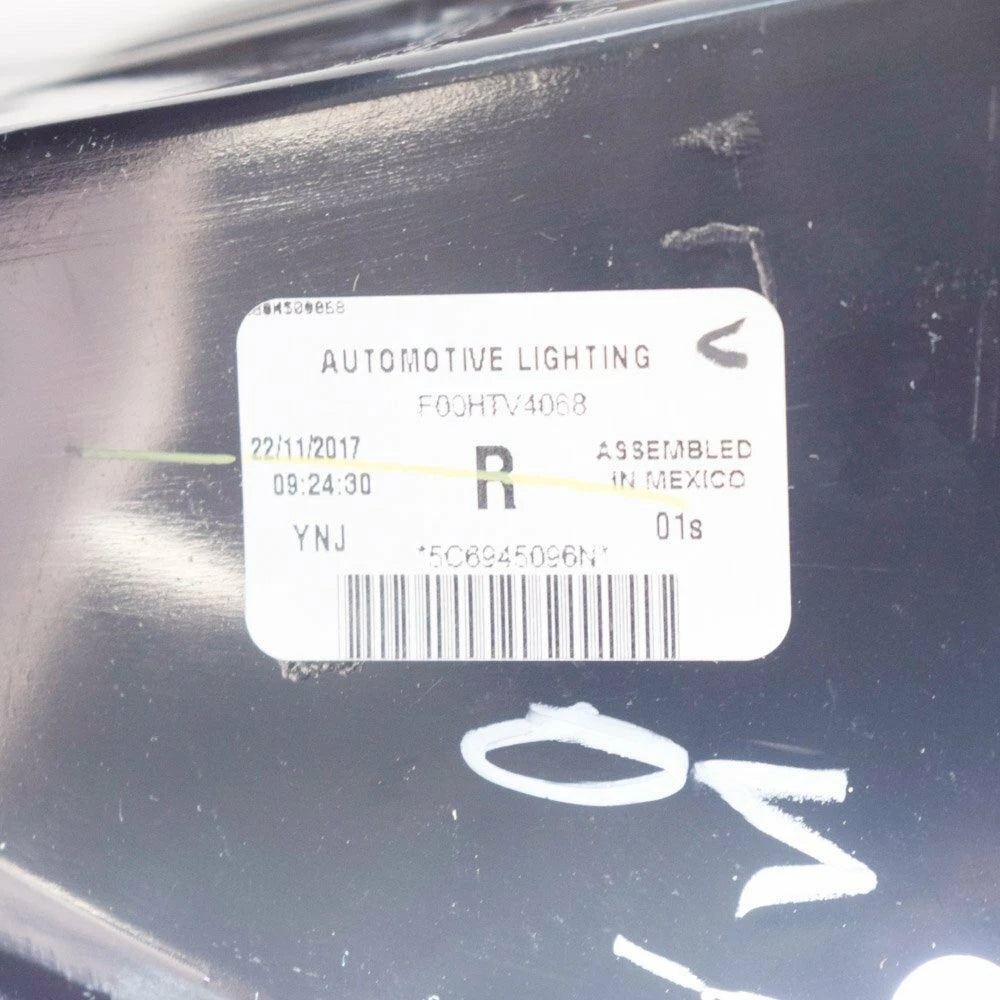 AUTOMOTIVE LIGHTING
F00HTV4068
22/11/2017
09:24:30
R
ASSEMBLED
IN MEXICO
YNJ
01s
*5C6945096N*